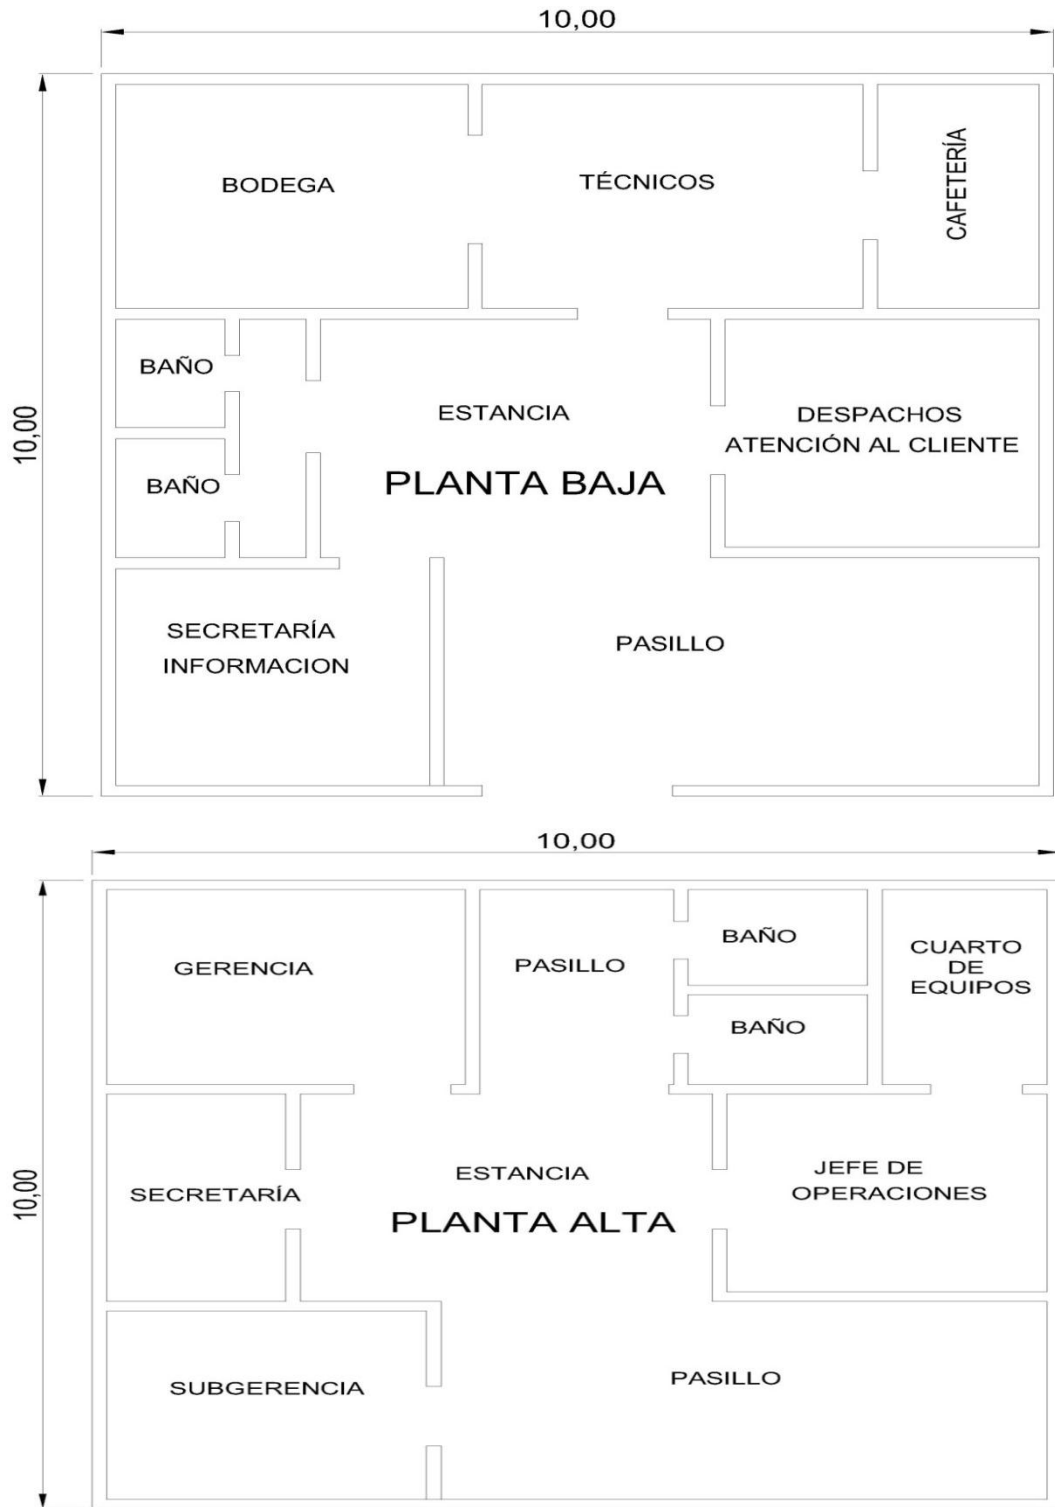 10,00
BODEGA
TÉCNICOS
CAFETERÍA
BAÑO
ESTANCIA
DESPACHOS
ATENCIÓN AL CLIENTE
10,00
PLANTA BAJA
BAÑO
SECRETARÍA
INFORMACION
PASILLO
10,00
GERENCIA
PASILLO
BAÑO
CUARTO
DE
EQUIPOS
BAÑO
10,00
SECRETARÍA
ESTANCIA
PLANTA ALTA
JEFE DE
OPERACIONES
SUBGERENCIA
PASILLO